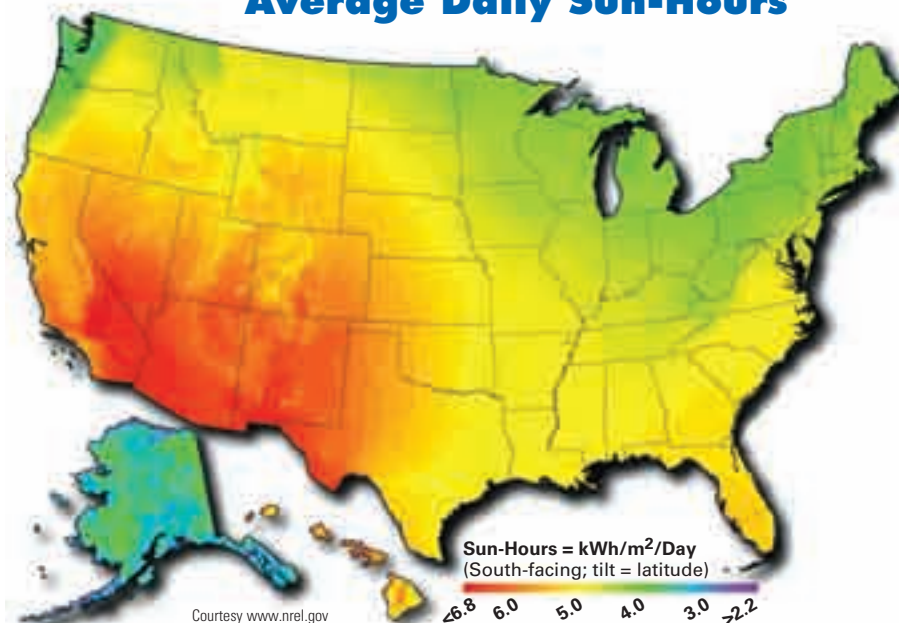 Average Daily Sun-Hours
Sun-Hours = kWh/m²/Day
(South-facing; tilt = latitude)
<6.8 6.0 5.0 4.0 3.0 >2.2
Courtesy www.nrel.gov